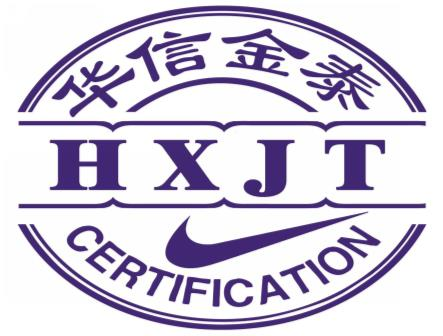 华信金泰
HXJT
CERTIFICATION